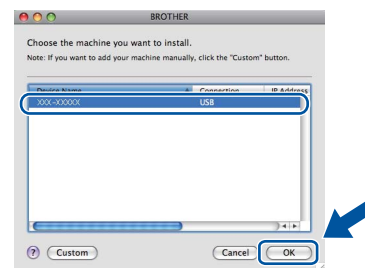 BROTHER
Choose the machine you want to install.
Note: If you want to add your machine manually, click the "Custom" button.
Device Name Connection IP Address
XXX-XXXXX USB
? Custom Cancel OK